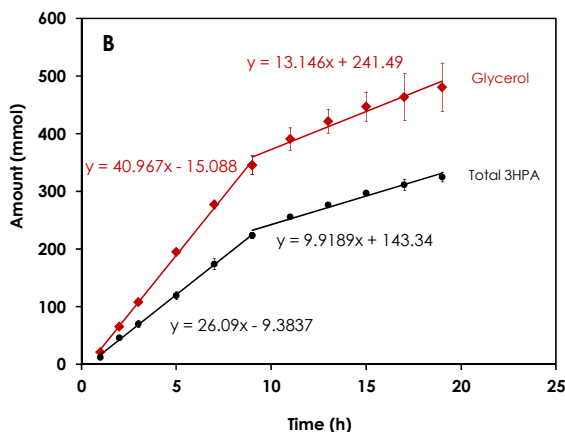 B
600
500
400
300
200
100
0
Amount (mmol)
y = 13.146x + 241.49
Glycerol
y = 40.967x - 15.088
Total 3HPA
y = 9.9189x + 143.34
y = 26.09x - 9.3837
0 5 10 15 20 25
Time (h)